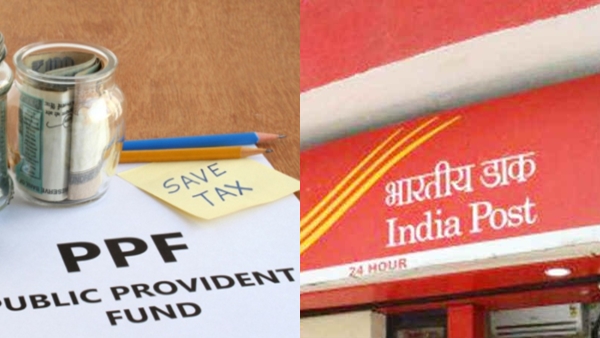 SAVE
TAX
PPF
PUBLIC PROVIDENT
FUND
भारतीय डाक
India Post
24 HOUR